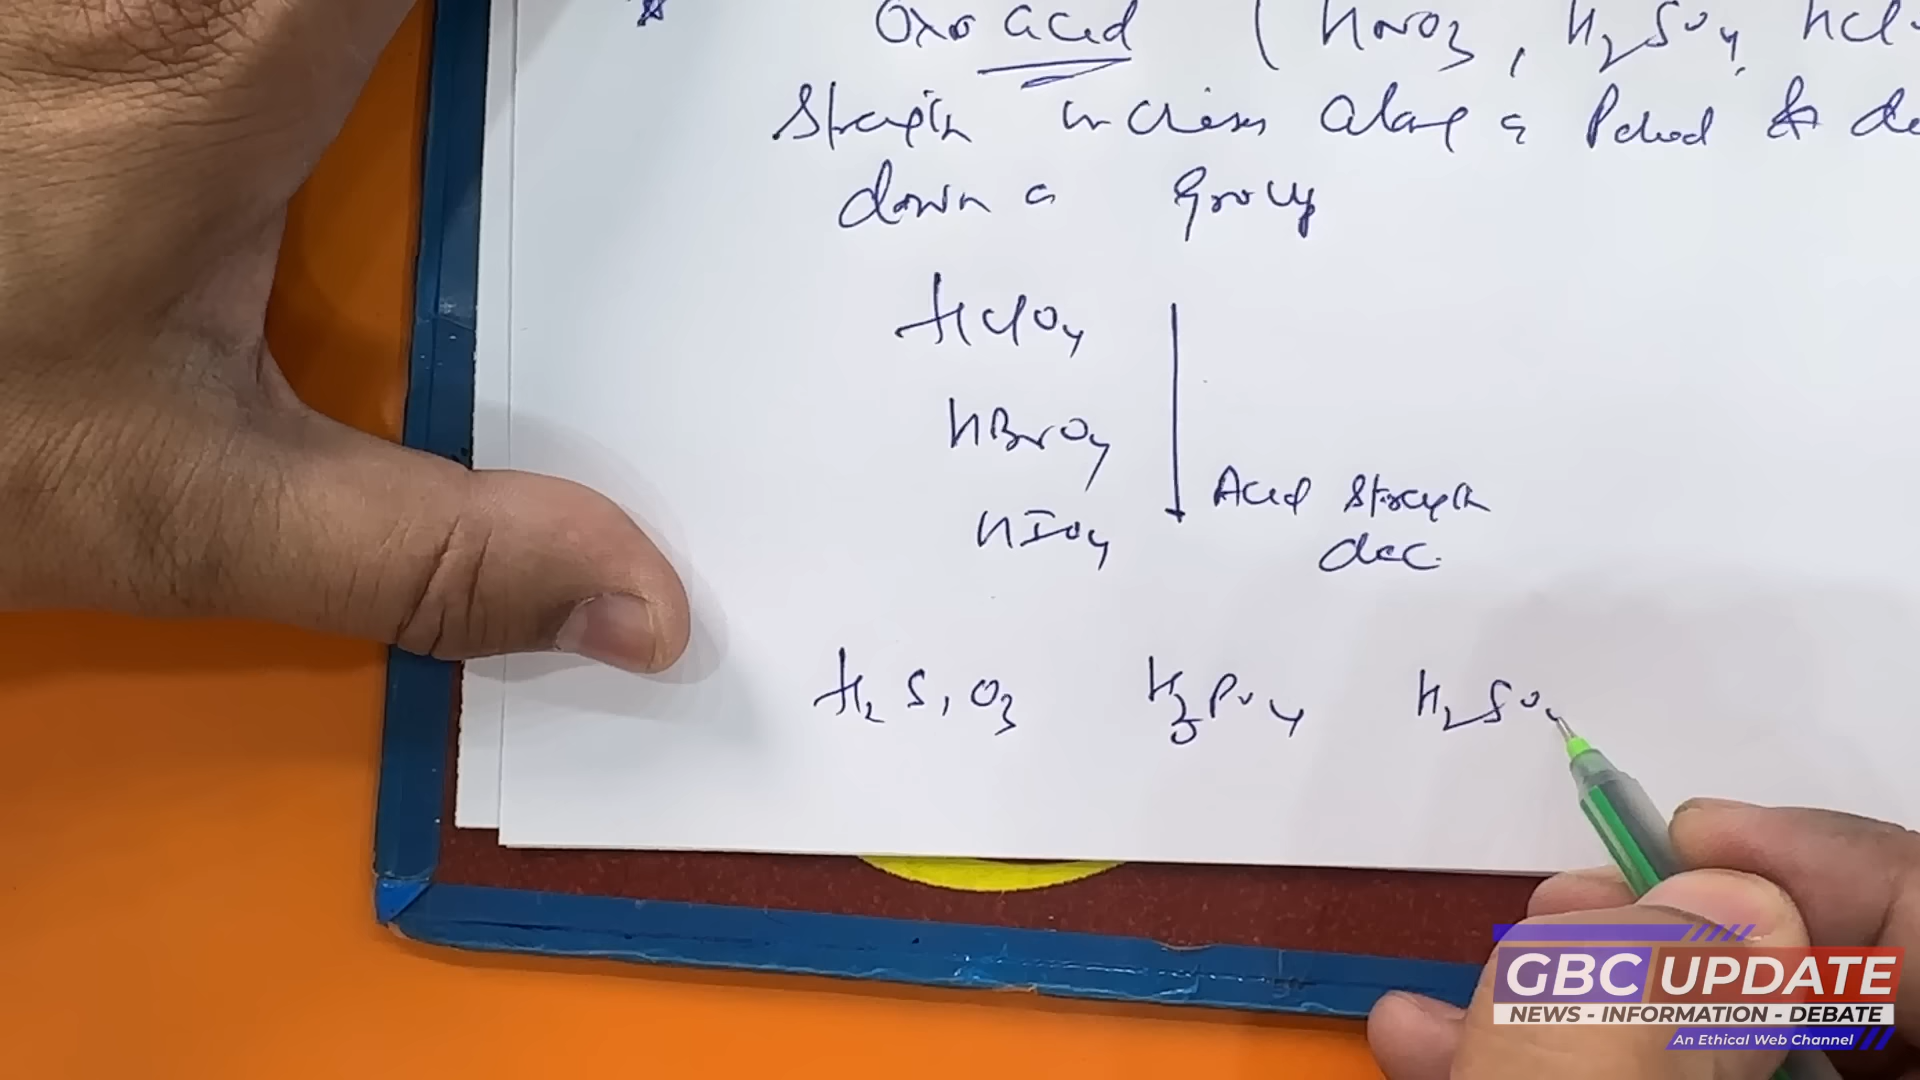 Oxo acid ( HNO3, H2SO4, HCl
Strength increases along a Period & de
down a group
HClO4
HBrO4
HIO4
Acid Strength
dec.
H2SiO3 H3PO4 H2SO4
GBC UPDATE
NEWS - INFORMATION - DEBATE
An Ethical Web Channel